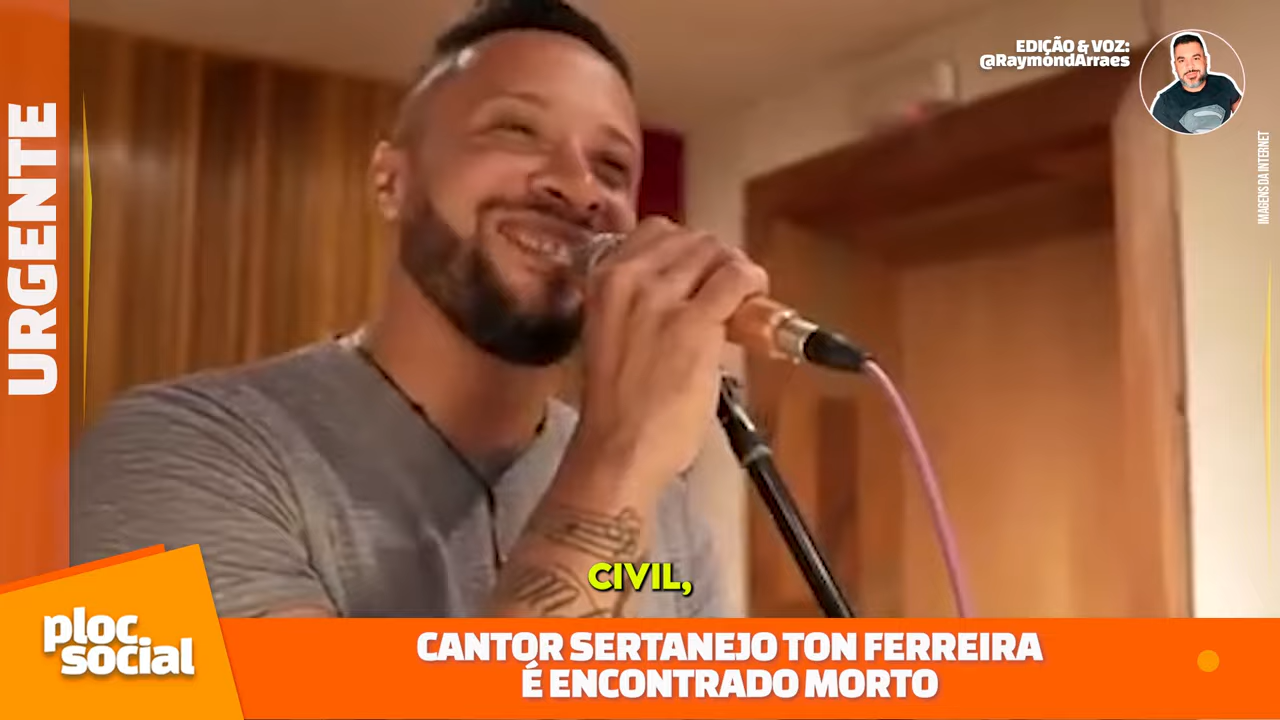 URGENTE
EDIÇÃO & VOZ:
@RaymondArraes
IMAGENS DA INTERNET
CIVIL,
ploc
social
CANTOR SERTANEJO TON FERREIRA
É ENCONTRADO MORTO